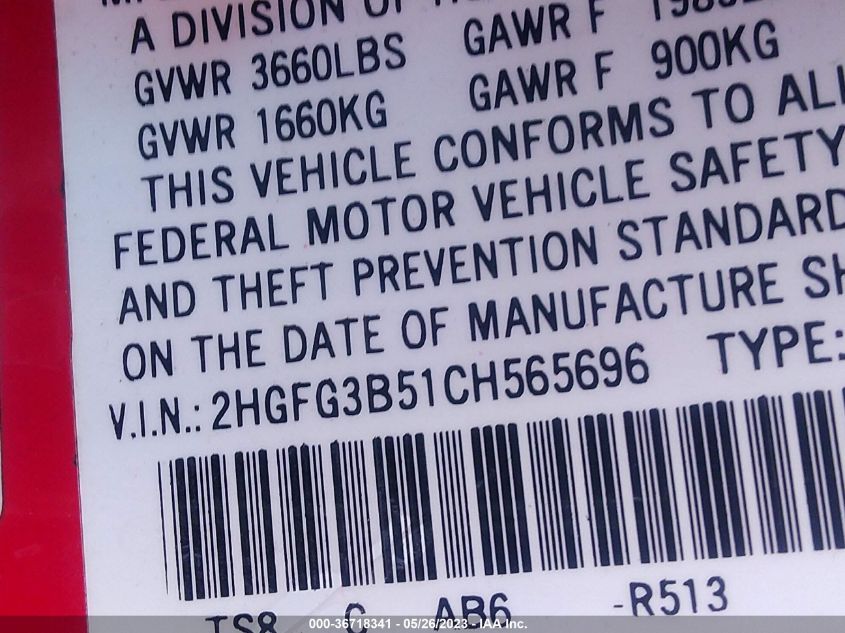 A DIVISION OF
GVWR 3660LBS GAWR F
GVWR 1660KG GAWR F 900KG
THIS VEHICLE CONFORMS TO ALL
FEDERAL MOTOR VEHICLE SAFETY
AND THEFT PREVENTION STANDARD
ON THE DATE OF MANUFACTURE SH
V.I.N.: 2HGFG3B51CH565696 TYPE:
TS8 C AB6 -R513
000-36718341 - 05/26/2023 - IAA Inc.